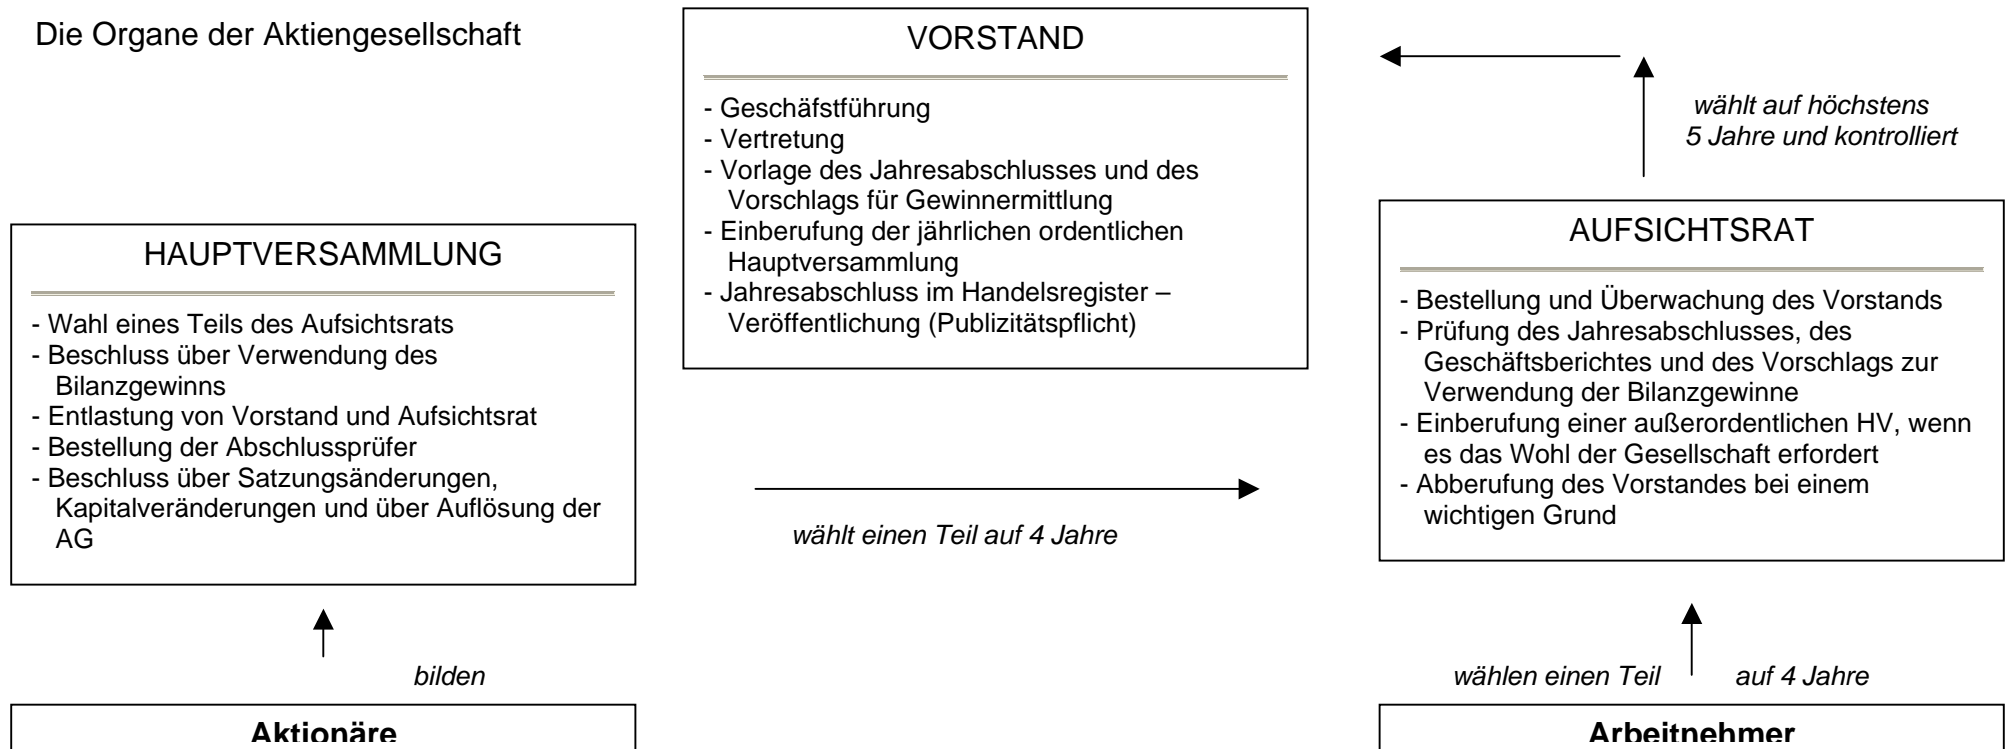 Die Organe der Aktiengesellschaft
VORSTAND
- Geschäfstführung
- Vertretung
- Vorlage des Jahresabschlusses und des
Vorschlags für Gewinnermittlung
- Einberufung der jährlichen ordentlichen
Hauptversammlung
- Jahresabschluss im Handelsregister –
Veröffentlichung (Publizitätspflicht)
wählt auf höchstens
5 Jahre und kontrolliert
HAUPTVERSAMMLUNG
- Wahl eines Teils des Aufsichtsrats
- Beschluss über Verwendung des
Bilanzgewinns
- Entlastung von Vorstand und Aufsichtsrat
- Bestellung der Abschlussprüfer
- Beschluss über Satzungsänderungen,
Kapitalveränderungen und über Auflösung der
AG
wählt einen Teil auf 4 Jahre
AUFSICHTSRAT
- Bestellung und Überwachung des Vorstands
- Prüfung des Jahresabschlusses, des
Geschäftsberichtes und des Vorschlags zur
Verwendung der Bilanzgewinne
- Einberufung einer außerordentlichen HV, wenn
es das Wohl der Gesellschaft erfordert
- Abberufung des Vorstandes bei einem
wichtigen Grund
bilden
wählen einen Teil auf 4 Jahre
Aktionäre
Arbeitnehmer